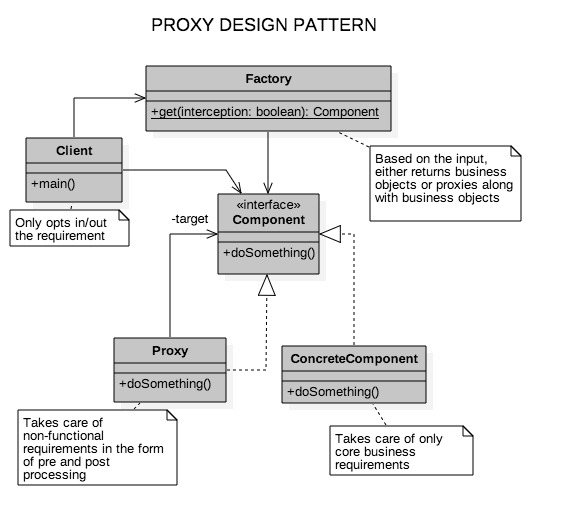 PROXY DESIGN PATTERN
Factory
+get(interception: boolean): Component
Client
+main()
Based on the input,
either returns business
objects or proxies along
with business objects
Only opts in/out
the requirement
-target
«interface»
Component
+doSomething()
Proxy
+doSomething()
ConcreteComponent
+doSomething()
Takes care of
non-functional
requirements in the form
of pre and post
processing
Takes care of only
core business
requirements